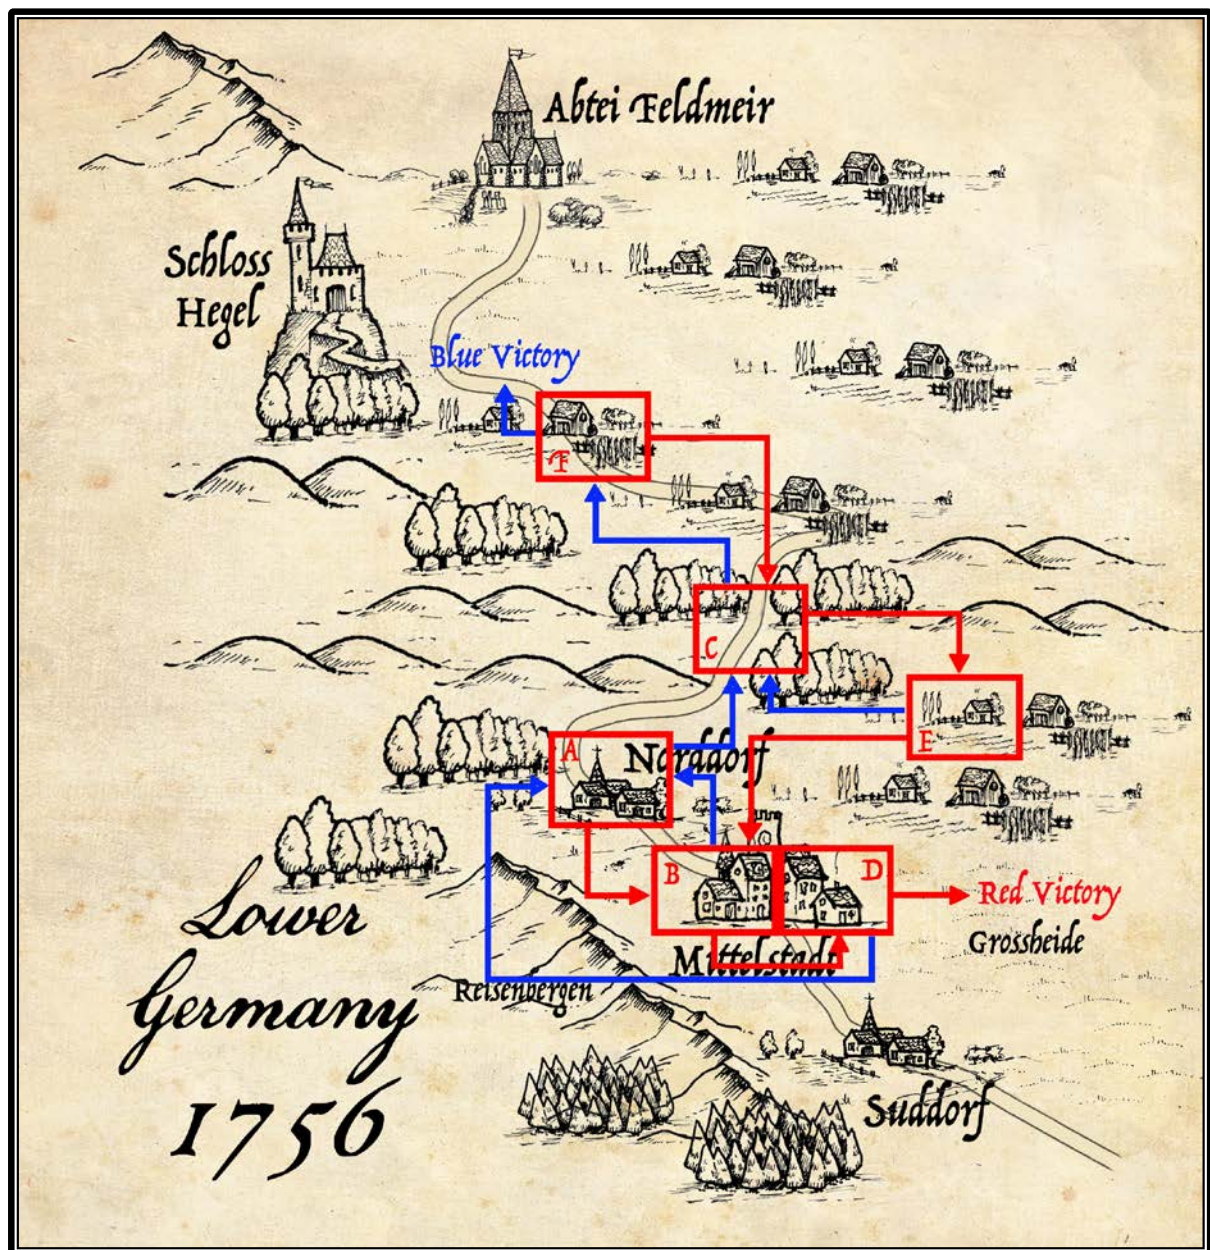 Abtei Feldmeir
Schloss
Hegel
Blue Victory
F
C
E
A
Norddorf
B
D
Red Victory
Grossheide
Mittelstadt
Reisenbergen
Lower
Germany
1756
Suddorf